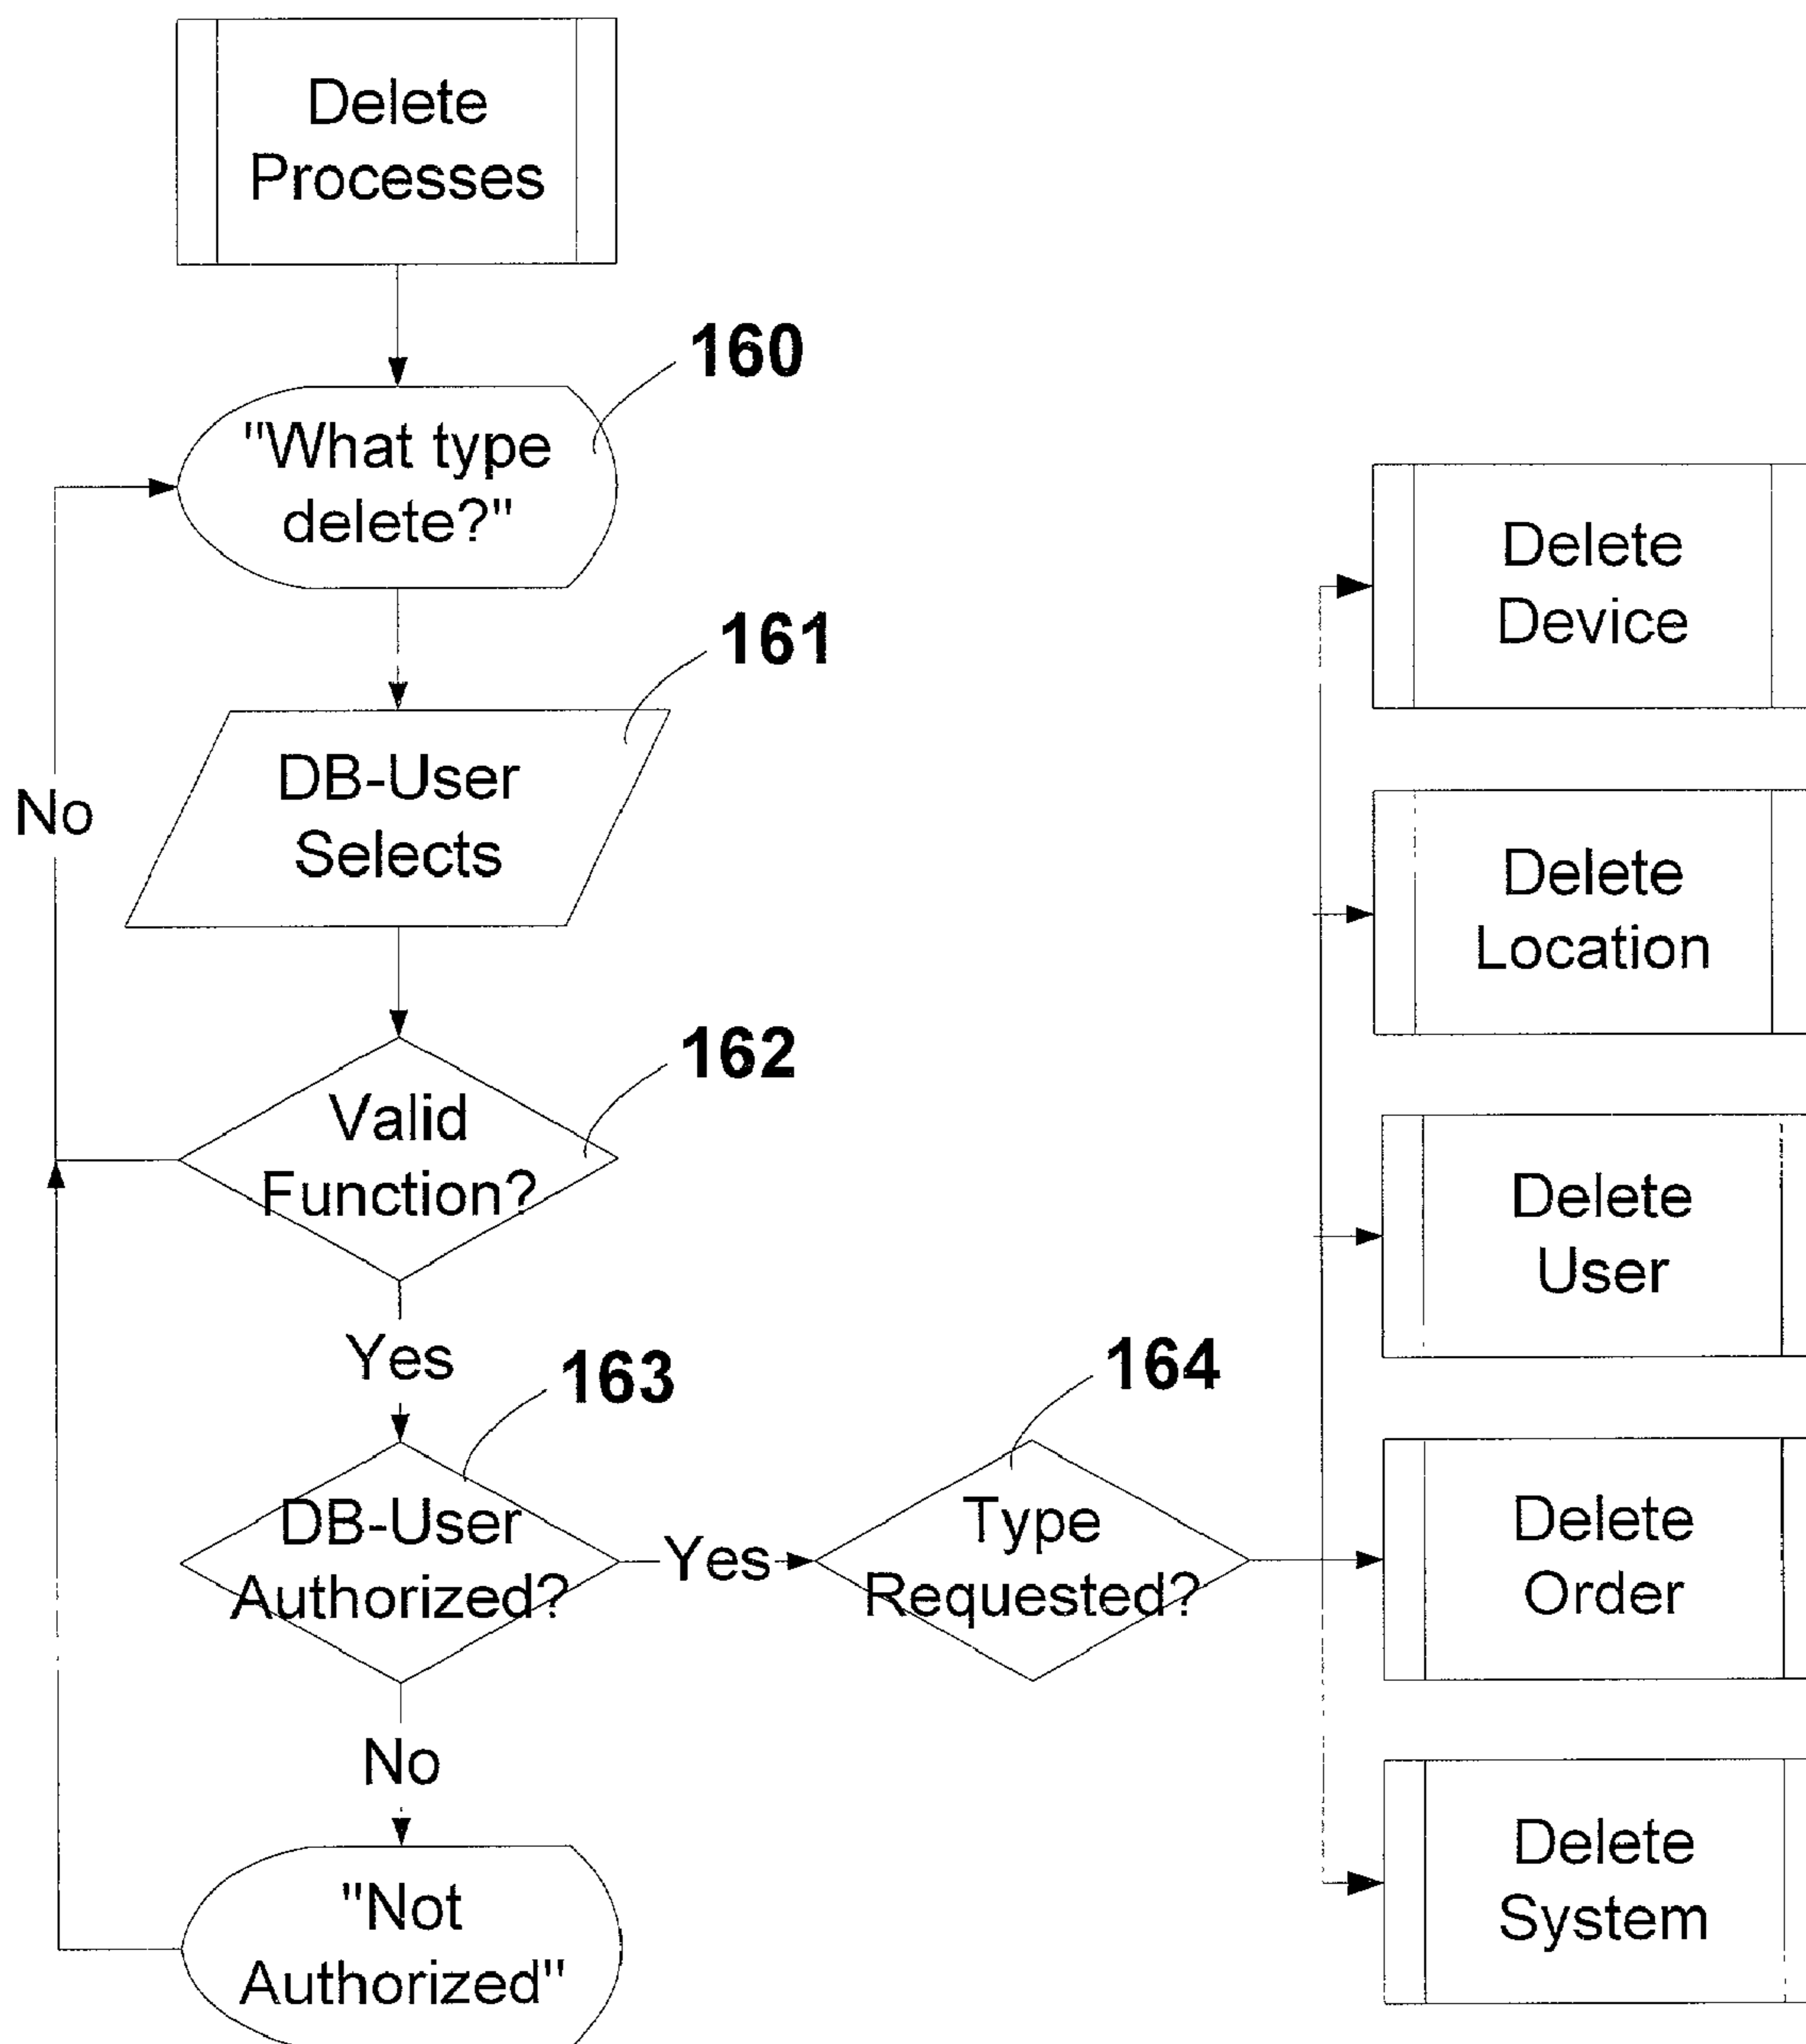 Delete
Processes
160
"What type
delete?"
161
DB-User
Selects
No
162
Valid
Function?
Yes
163
DB-User
Authorized?
Yes
164
Type
Requested?
No
"Not
Authorized"
Delete
Device
Delete
Location
Delete
User
Delete
Order
Delete
System